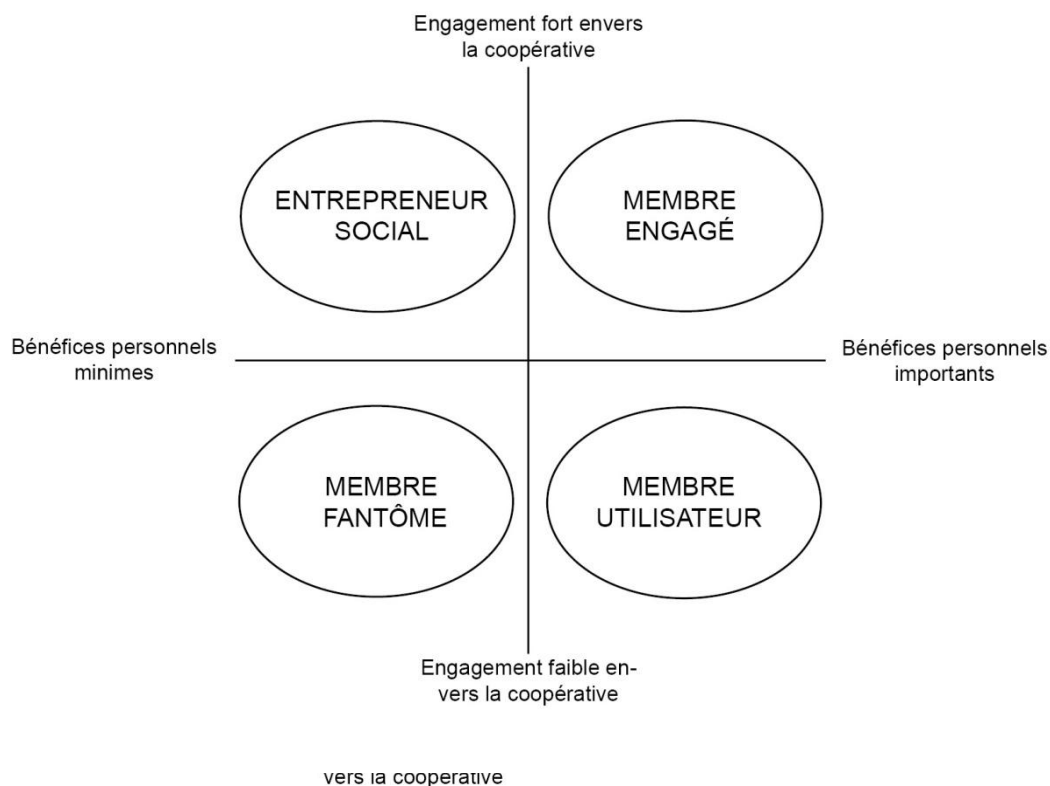 Engagement fort envers
la coopérative
ENTREPRENEUR
SOCIAL
MEMBRE
ENGAGÉ
Bénéfices personnels
minimes
Bénéfices personnels
importants
MEMBRE
FANTÔME
MEMBRE
UTILISATEUR
Engagement faible en-
vers la coopérative
vers la coopérative